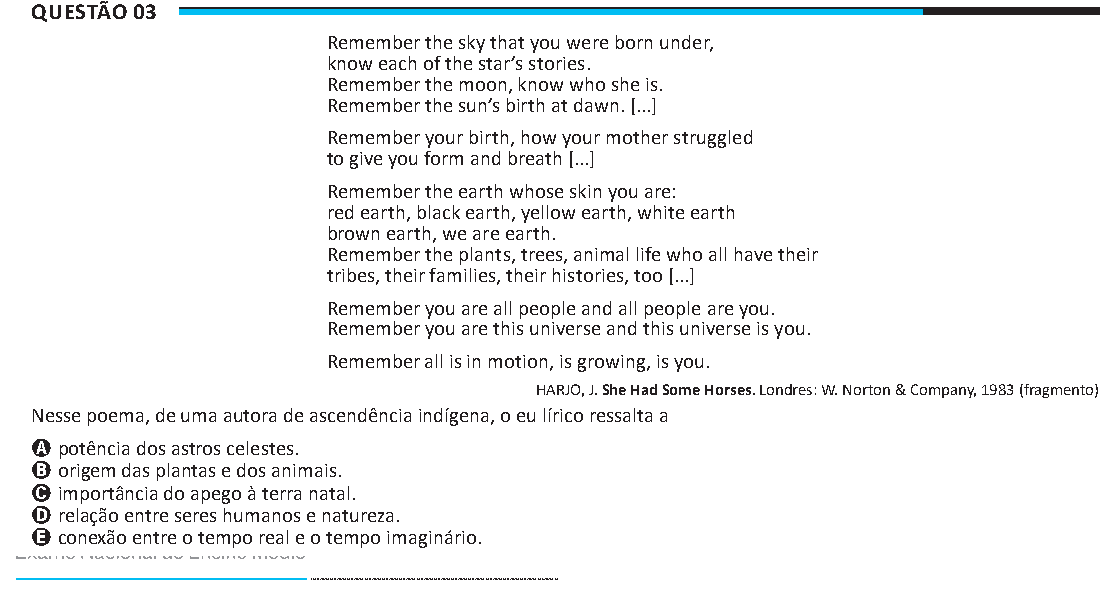 QUESTÃO 03
Remember the sky that you were born under,
know each of the star's stories.
Remember the moon, know who she is.
Remember the sun's birth at dawn. [...]
Remember your birth, how your mother struggled
to give you form and breath [...]
Remember the earth whose skin you are:
red earth, black earth, yellow earth, white earth
brown earth, we are earth.
Remember the plants, trees, animal life who all have their
tribes, their families, their histories, too [...]
Remember you are all people and all people are you.
Remember you are this universe and this universe is you.
Remember all is in motion, is growing, is you.
HARJO, J. She Had Some Horses. Londres: W. Norton & Company, 1983 (fragmento)
Nesse poema, de uma autora de ascendência indígena, o eu lírico ressalta a
A potência dos astros celestes.
B origem das plantas e dos animais.
C importância do apego à terra natal.
D relação entre seres humanos e natureza.
E conexão entre o tempo real e o tempo imaginário.